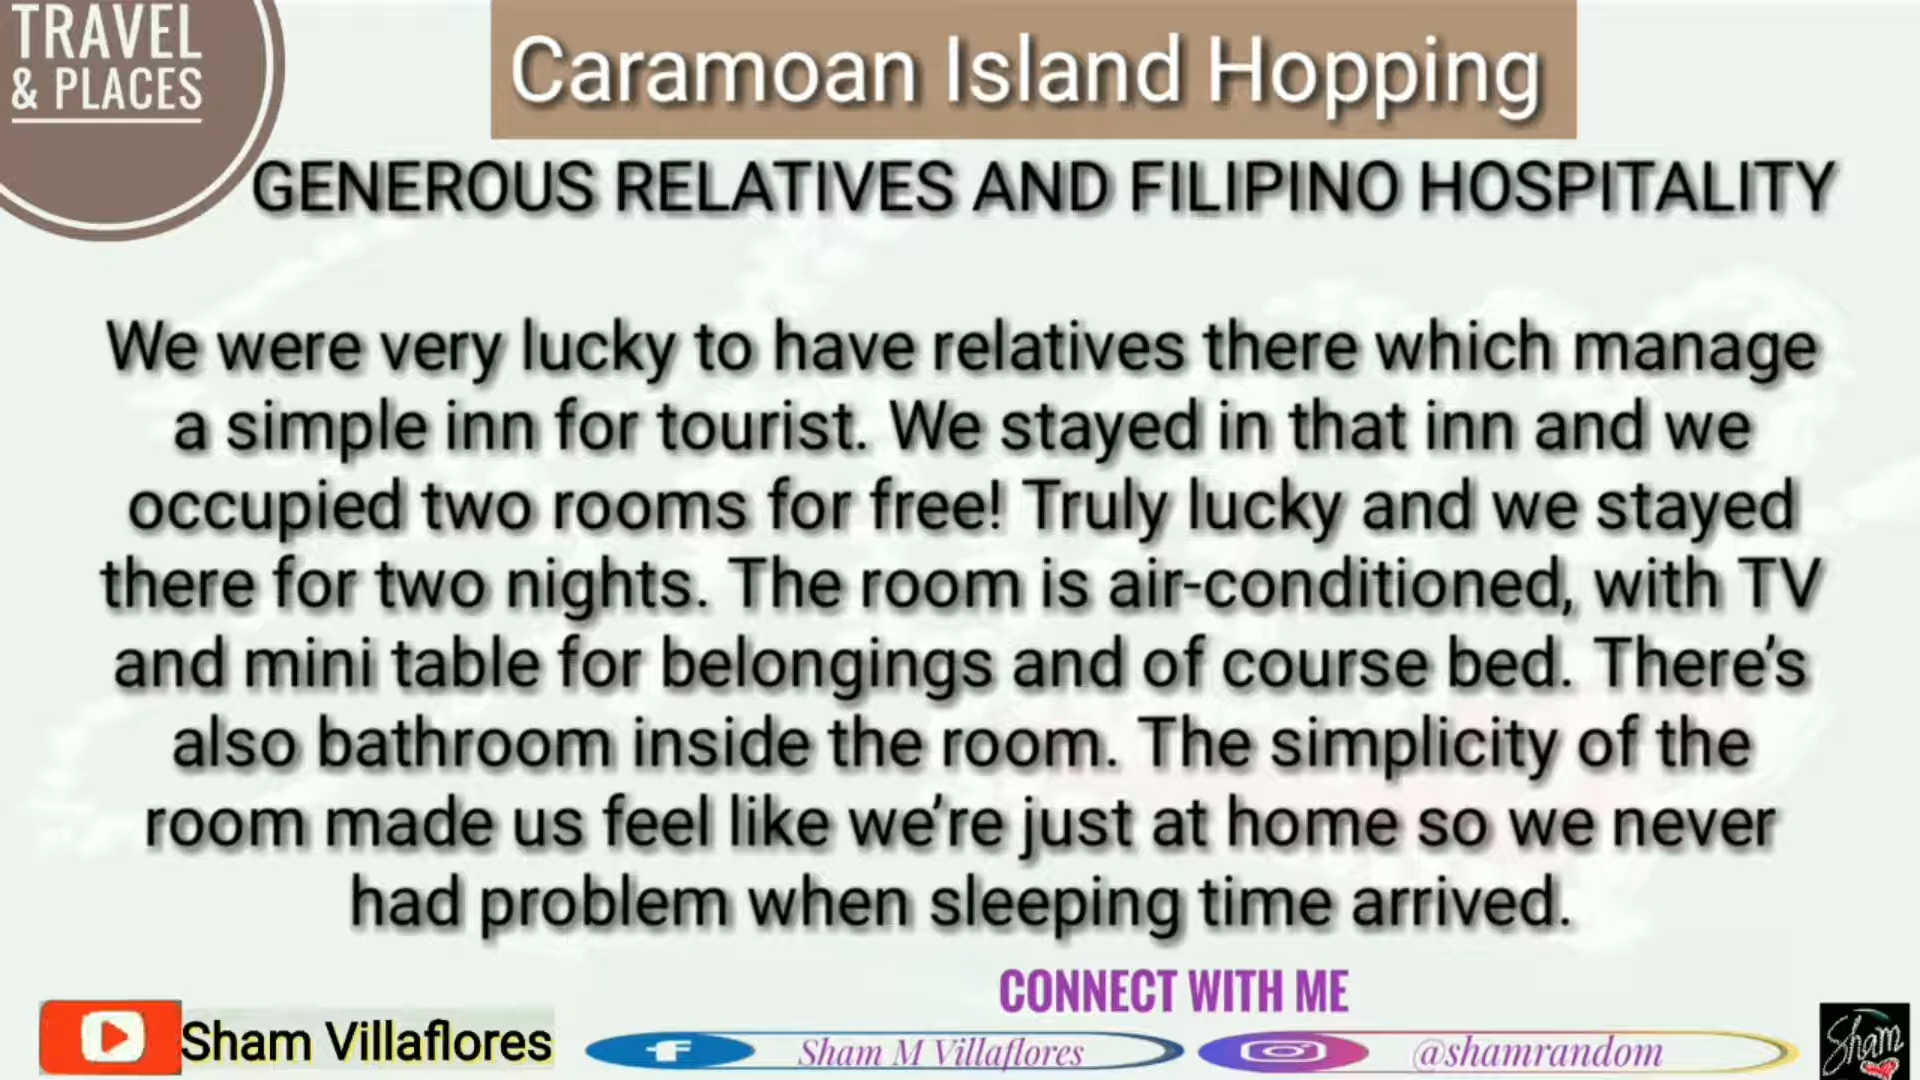 TRAVEL
& PLACES
Caramoan Island Hopping
GENEROUS RELATIVES AND FILIPINO HOSPITALITY
We were very lucky to have relatives there which manage
a simple inn for tourist. We stayed in that inn and we
occupied two rooms for free! Truly lucky and we stayed
there for two nights. The room is air-conditioned, with TV
and mini table for belongings and of course bed. There’s
also bathroom inside the room. The simplicity of the
room made us feel like we’re just at home so we never
had problem when sleeping time arrived.
CONNECT WITH ME
Sham Villaflores
Sham M Villaflores
@shamrandom
Sham